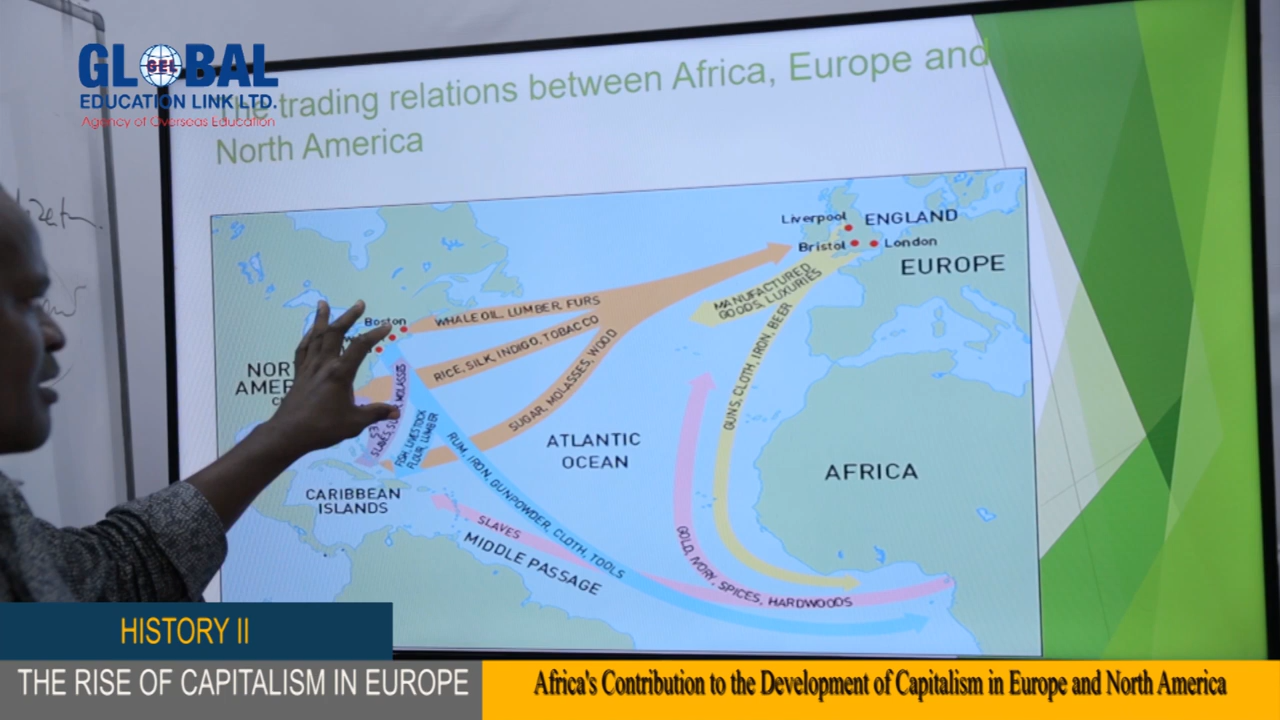 GLOBAL
GEL
EDUCATION LINK LTD.
Agency of Overseas Education
The trading relations between Africa, Europe and
North America
Liverpool
ENGLAND
Bristol
London
EUROPE
MANUFACTURED
GOODS, LUXURIES
Boston
WHALE OIL, LUMBER, FURS
RICE, SILK, INDIGO, TOBACCO
SUGAR, MOLASSES, WOOD
GUNS, CLOTH, IRON, BEER
FISH, LIVESTOCK
FLOUR, LUMBER
ATLANTIC
OCEAN
AFRICA
CARIBBEAN
ISLANDS
RUM, IRON, GUNPOWDER, CLOTH, TOOLS
SLAVES
MIDDLE PASSAGE
GOLD, IVORY, SPICES, HARDWOODS
HISTORY II
THE RISE OF CAPITALISM IN EUROPE
Africa's Contribution to the Development of Capitalism in Europe and North America